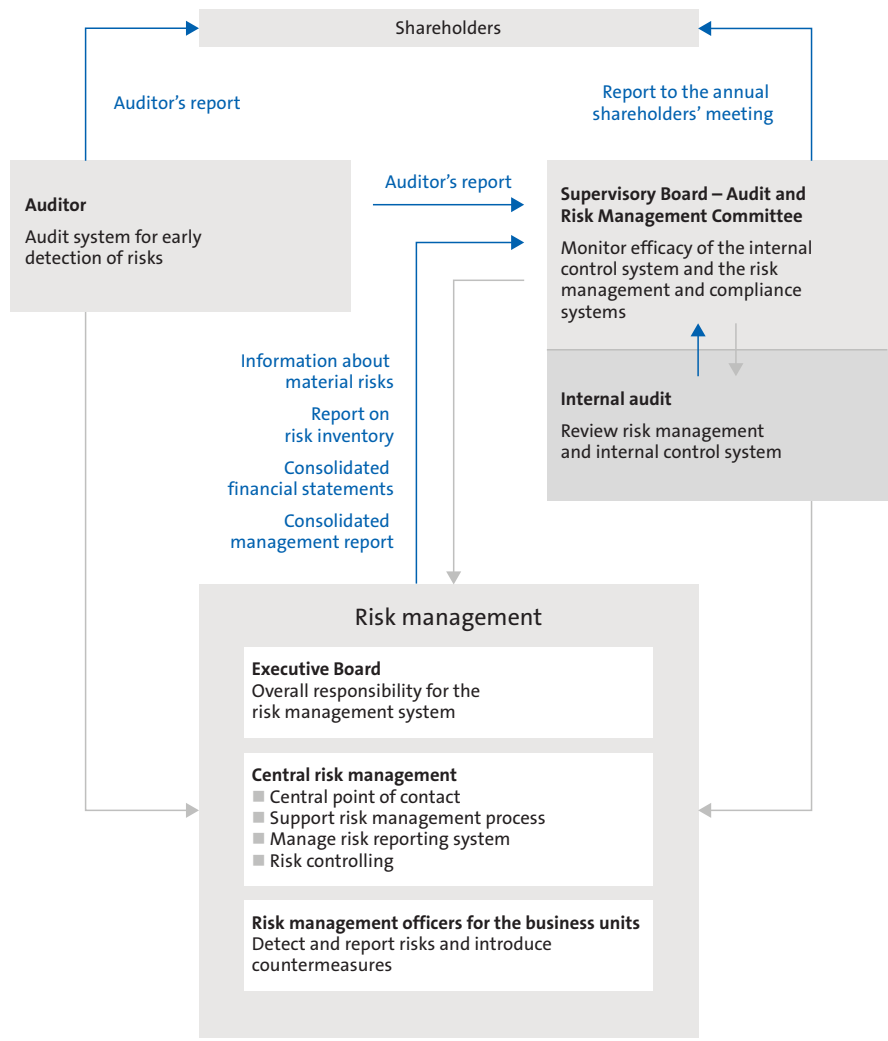 Shareholders
Auditor’s report
Report to the annual
shareholders’ meeting
Auditor
Audit system for early
detection of risks
Auditor’s report
Supervisory Board – Audit and
Risk Management Committee
Monitor efficacy of the internal
control system and the risk
management and compliance
systems
Information about
material risks
Report on
risk inventory
Consolidated
financial statements
Consolidated
management report
Internal audit
Review risk management
and internal control system
Risk management
Executive Board
Overall responsibility for the
risk management system
Central risk management
Central point of contact
Support risk management process
Manage risk reporting system
Risk controlling
Risk management officers for the business units
Detect and report risks and introduce
countermeasures